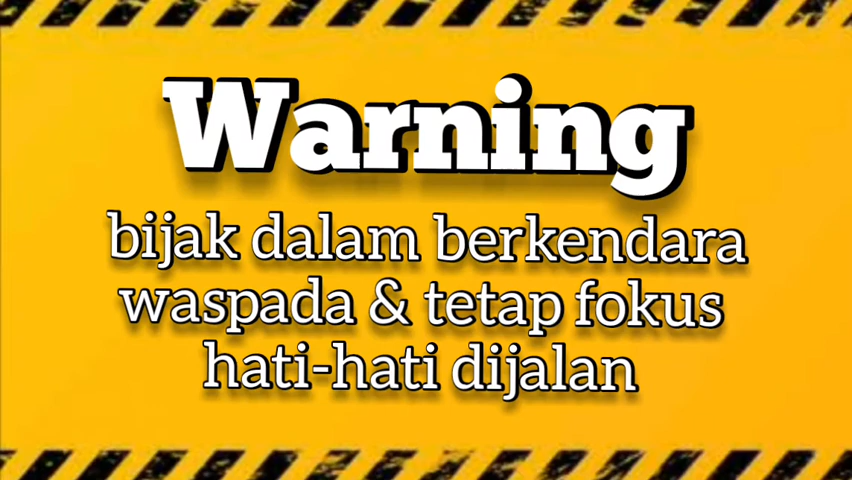 Warning
bijak dalam berkendara
waspada & tetap fokus
hati-hati dijalan